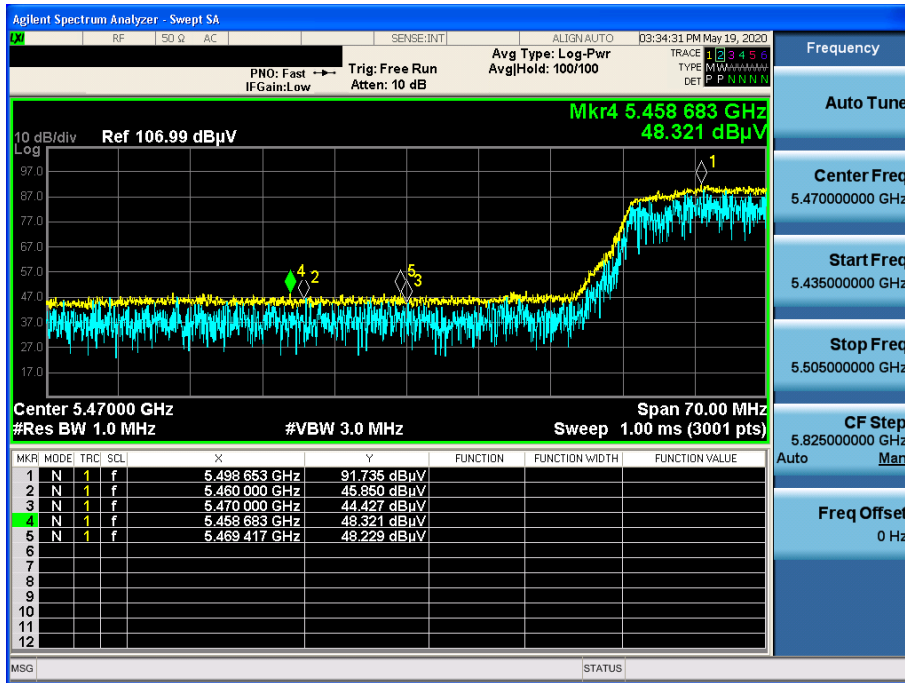 Agilent Spectrum Analyzer - Swept SA
LXI RF 50 Ω AC SENSE:INT ALIGN AUTO 03:34:31 PM May 19, 2020
PNO: Fast Trig: Free Run Avg Type: Log-Pwr TRACE 1 2 3 4 5 6
IFGain:Low Atten: 10 dB Avg|Hold: 100/100 TYPE M W
DET P P N N N N
Mkr4 5.458 683 GHz
48.321 dBµV
10 dB/div Ref 106.99 dBµV
Log
97.0
87.0
77.0
67.0
57.0
47.0
37.0
27.0
17.0
1
4 2
5
3
Center 5.47000 GHz Span 70.00 MHz
#Res BW 1.0 MHz #VBW 3.0 MHz Sweep 1.00 ms (3001 pts)
MKR MODE TRC SCL X Y FUNCTION FUNCTION WIDTH FUNCTION VALUE
1 N 1 f 5.498 653 GHz 91.735 dBµV
2 N 1 f 5.460 000 GHz 45.850 dBµV
3 N 1 f 5.470 000 GHz 44.427 dBµV
4 N 1 f 5.458 683 GHz 48.321 dBµV
5 N 1 f 5.469 417 GHz 48.229 dBµV
6
7
8
9
10
11
12
MSG STATUS
Frequency
Auto Tune
Center Freq
5.470000000 GHz
Start Freq
5.435000000 GHz
Stop Freq
5.505000000 GHz
CF Step
5.825000000 GHz
Auto Man
Freq Offset
0 Hz